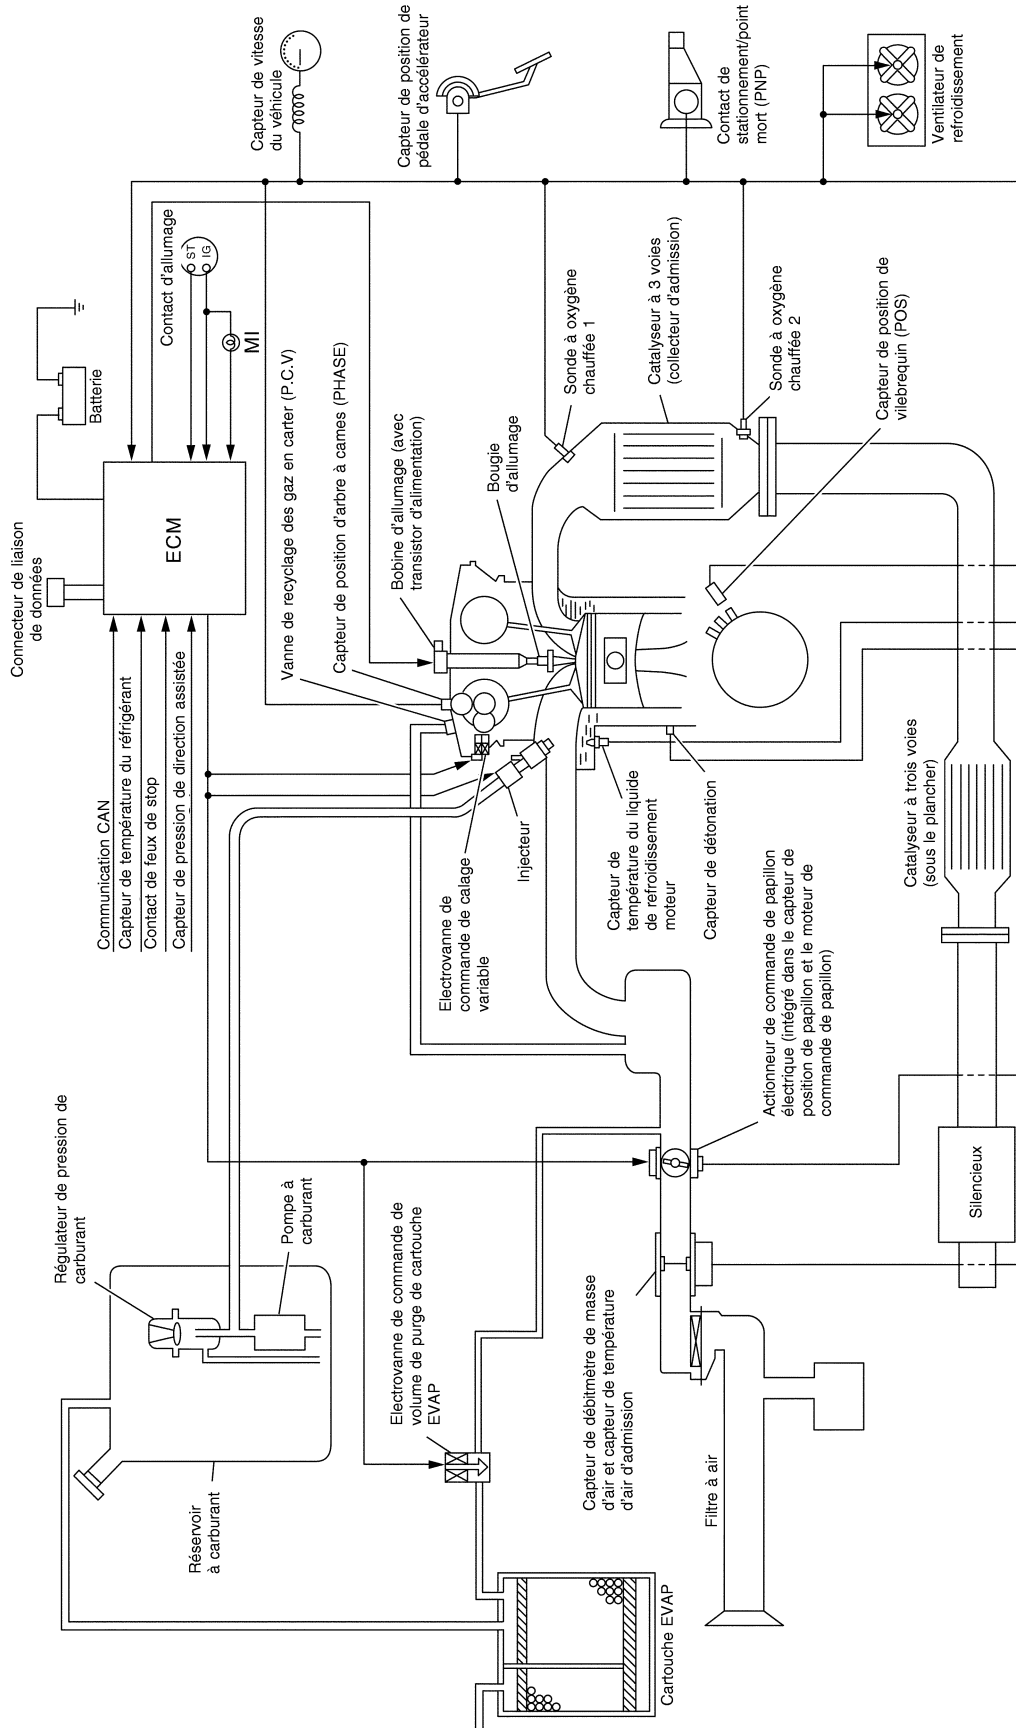 Connecteur de liaison
de données
Batterie
Contact d'allumage
ST
IG
MI
ECM
Capteur de vitesse
du véhicule
Capteur de position de
pédale d'accélérateur
Contact de
stationnement/point
mort (PNP)
Ventilateur de
refroidissement
Communication CAN
Capteur de température du réfrigérant
Contact de feux de stop
Capteur de pression de direction assistée
Vanne de recyclage des gaz en carter (P.C.V)
Capteur de position d'arbre à cames (PHASE)
Bobine d'allumage (avec
transistor d'alimentation)
Bougie
d'allumage
Sonde à oxygène
chauffée 1
Catalyseur à 3 voies
(collecteur d'admission)
Sonde à oxygène
chauffée 2
Capteur de position de
vilebrequin (POS)
Régulateur de pression de
carburant
Pompe à
carburant
Réservoir
à carburant
Electrovanne de commande de
volume de purge de cartouche
EVAP
Electrovanne de
commande de calage
variable
Injecteur
Capteur de
température du liquide
de refroidissement
moteur
Capteur de détonation
Actionneur de commande de papillon
électrique (intégré dans le capteur de
position de papillon et le moteur de
commande de papillon)
Catalyseur à trois voies
(sous le plancher)
Silencieux
Capteur de débitmètre de masse
d'air et capteur de température
d'air d'admission
Filtre à air
Cartouche EVAP